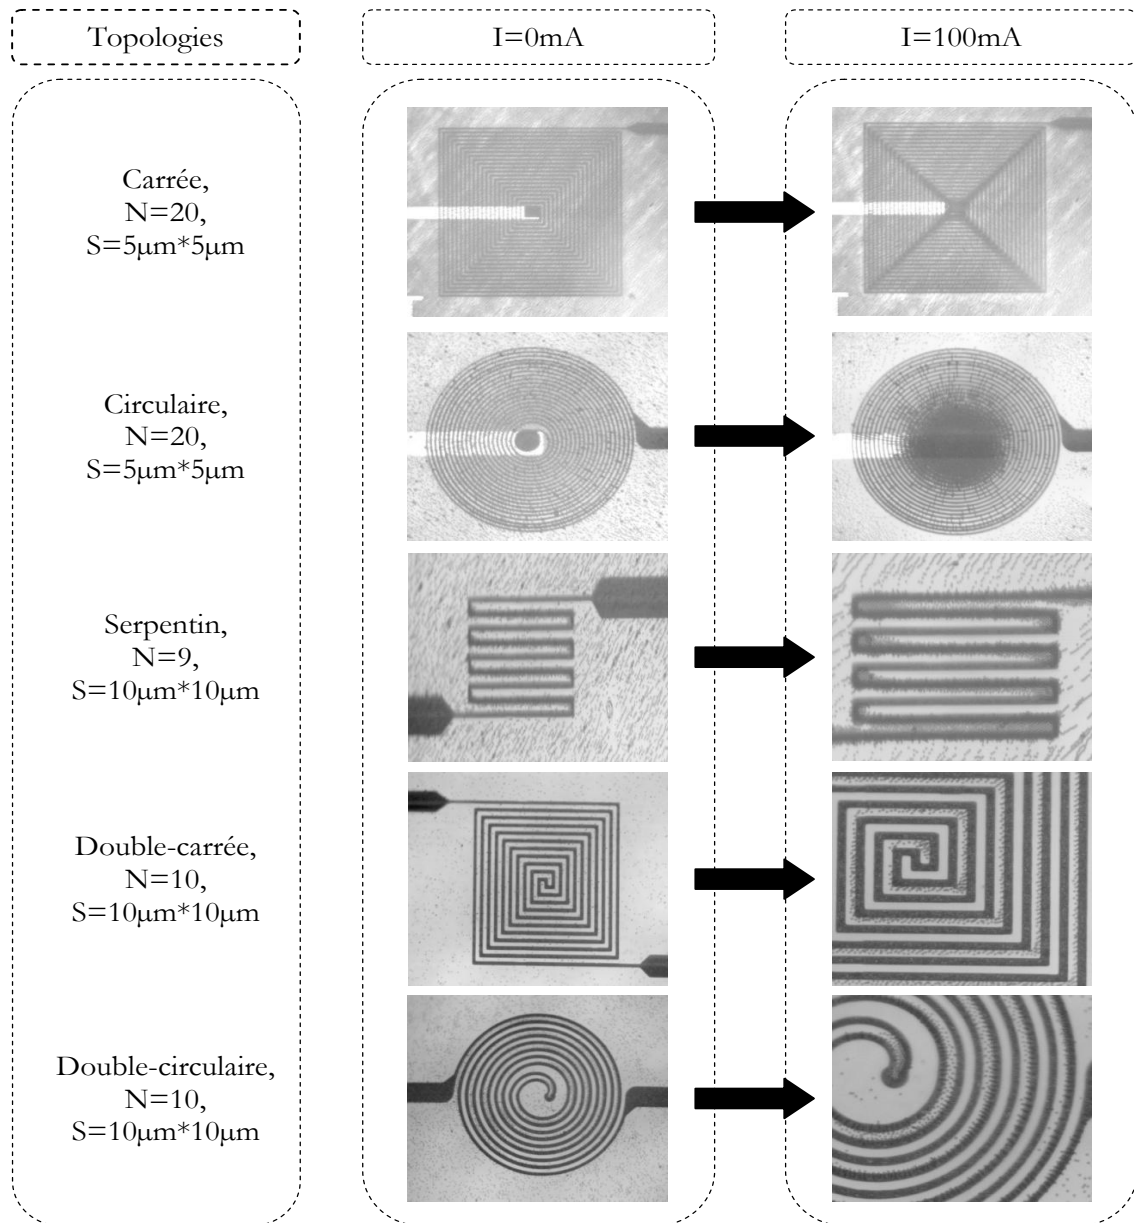 Topologies
I=0mA
I=100mA
Carrée,
N=20,
S=5µm*5µm
Circulaire,
N=20,
S=5µm*5µm
Serpentin,
N=9,
S=10µm*10µm
Double-carrée,
N=10,
S=10µm*10µm
Double-circulaire,
N=10,
S=10µm*10µm